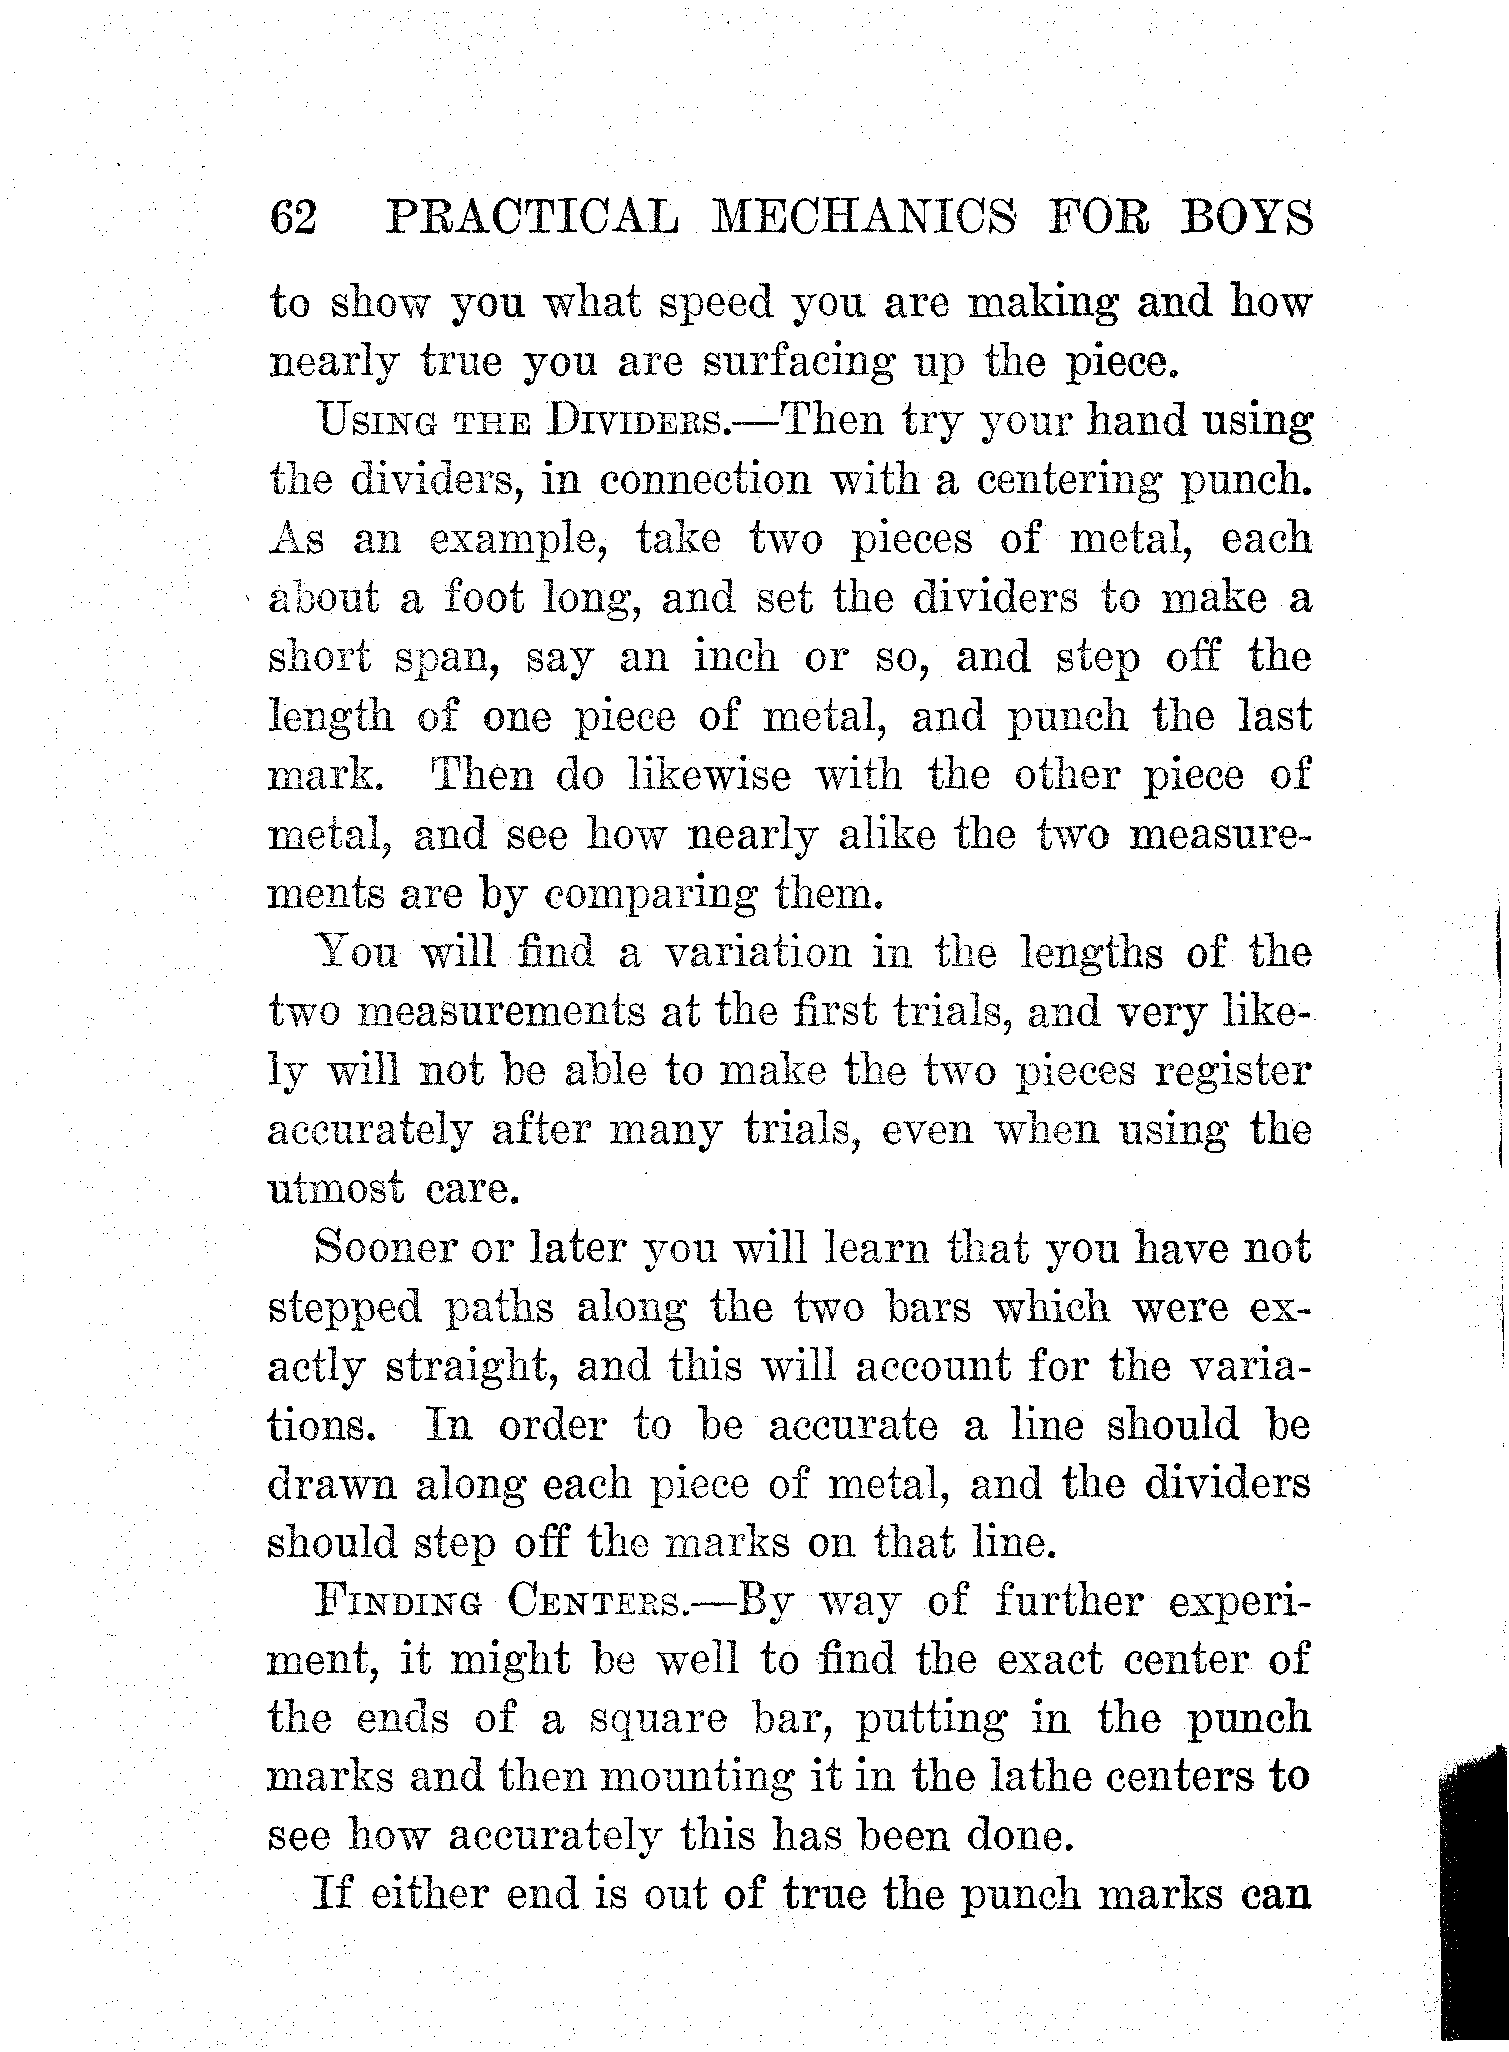 62 PRACTICAL MECHANICS FOR BOYS
to show you what speed you are making and how
nearly true you are surfacing up the piece.
USING THE DIVIDERS.—Then try your hand using
the dividers, in connection with a centering punch.
As an example, take two pieces of metal, each
about a foot long, and set the dividers to make a
short span, say an inch or so, and step off the
length of one piece of metal, and punch the last
mark. Then do likewise with the other piece of
metal, and see how nearly alike the two measure-
ments are by comparing them.
You will find a variation in the lengths of the
two measurements at the first trials, and very like-
ly will not be able to make the two pieces register
accurately after many trials, even when using the
utmost care.
Sooner or later you will learn that you have not
stepped paths along the two bars which were ex-
actly straight, and this will account for the varia-
tions. In order to be accurate a line should be
drawn along each piece of metal, and the dividers
should step off the marks on that line.
FINDING CENTERS.—By way of further experi-
ment, it might be well to find the exact center of
the ends of a square bar, putting in the punch
marks and then mounting it in the lathe centers to
see how accurately this has been done.
If either end is out of true the punch marks can